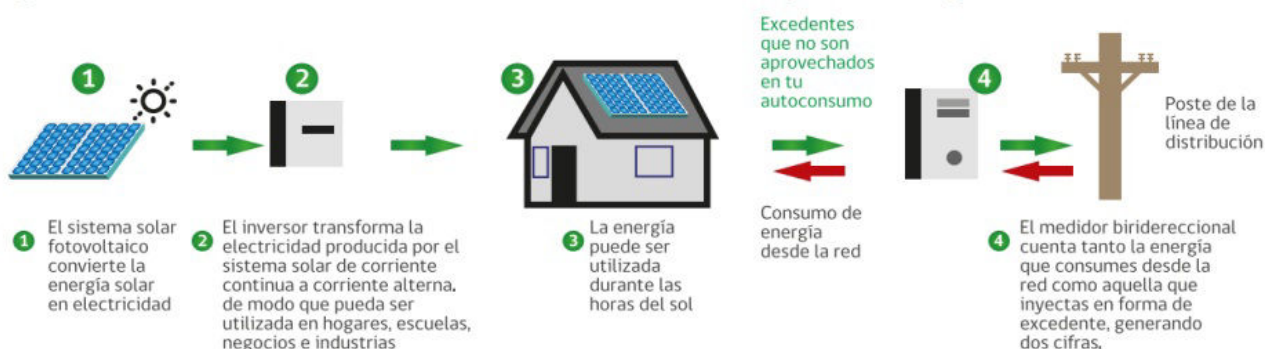 Excedentes
que no son
aprovechados
en tu
autoconsumo
1
2
3
4
Poste de la
línea de
distribución
Consumo de
energía
desde la red
1 El sistema solar
fotovoltaico
convierte la
energía solar
en electricidad
2 El inversor transforma la
electricidad producida por el
sistema solar de corriente
continua a corriente alterna.
de modo que pueda ser
utilizada en hogares, escuelas,
negocios e industrias
3 La energía
puede ser
utilizada
durante las
horas del sol
4 El medidor biridereccional
cuenta tanto la energía
que consumes desde la
red como aquella que
inyectas en forma de
excedente, generando
dos cifras.